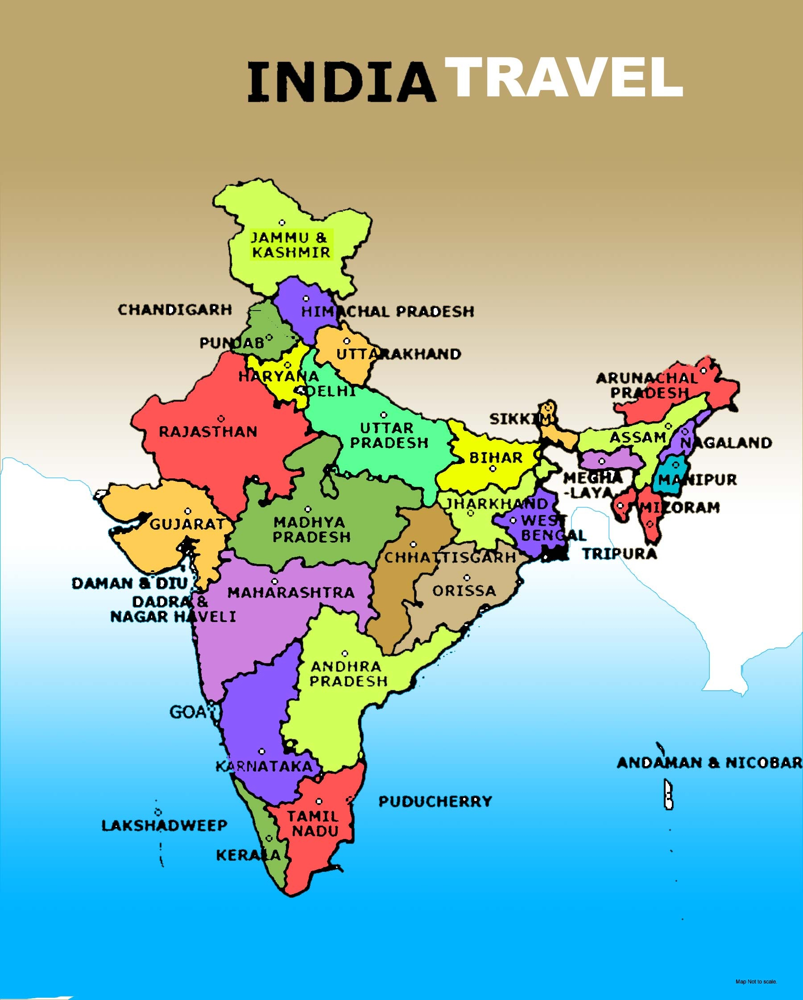 INDIA TRAVEL
JAMMU &
KASHMIR
CHANDIGARH
HIMACHAL PRADESH
PUNJAB
UTTARAKHAND
HARYANA
DELHI
ARUNACHAL
PRADESH
SIKKIM
RAJASTHAN
UTTAR
PRADESH
ASSAM
NAGALAND
BIHAR
MEGHA
-LAYA
MANIPUR
JHARKHAND
MIZORAM
GUJARAT
MADHYA
PRADESH
WEST
BENGAL
TRIPURA
CHHATTISGARH
DAMAN & DIU
DADRA &
NAGAR HAVELI
MAHARASHTRA
ORISSA
ANDHRA
PRADESH
GOA
KARNATAKA
ANDAMAN & NICOBAR
PUDUCHERRY
LAKSHADWEEP
TAMIL
NADU
KERALA
Map Not to scale.